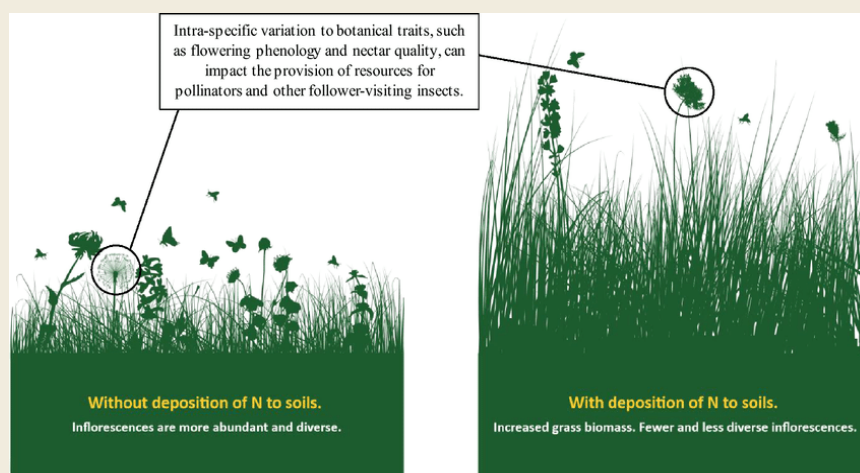 Intra-specific variation to botanical traits, such
as flowering phenology and nectar quality, can
impact the provision of resources for
pollinators and other follower-visiting insects.
Without deposition of N to soils.
Inflorescences are more abundant and diverse.
With deposition of N to soils.
Increased grass biomass. Fewer and less diverse inflorescences.